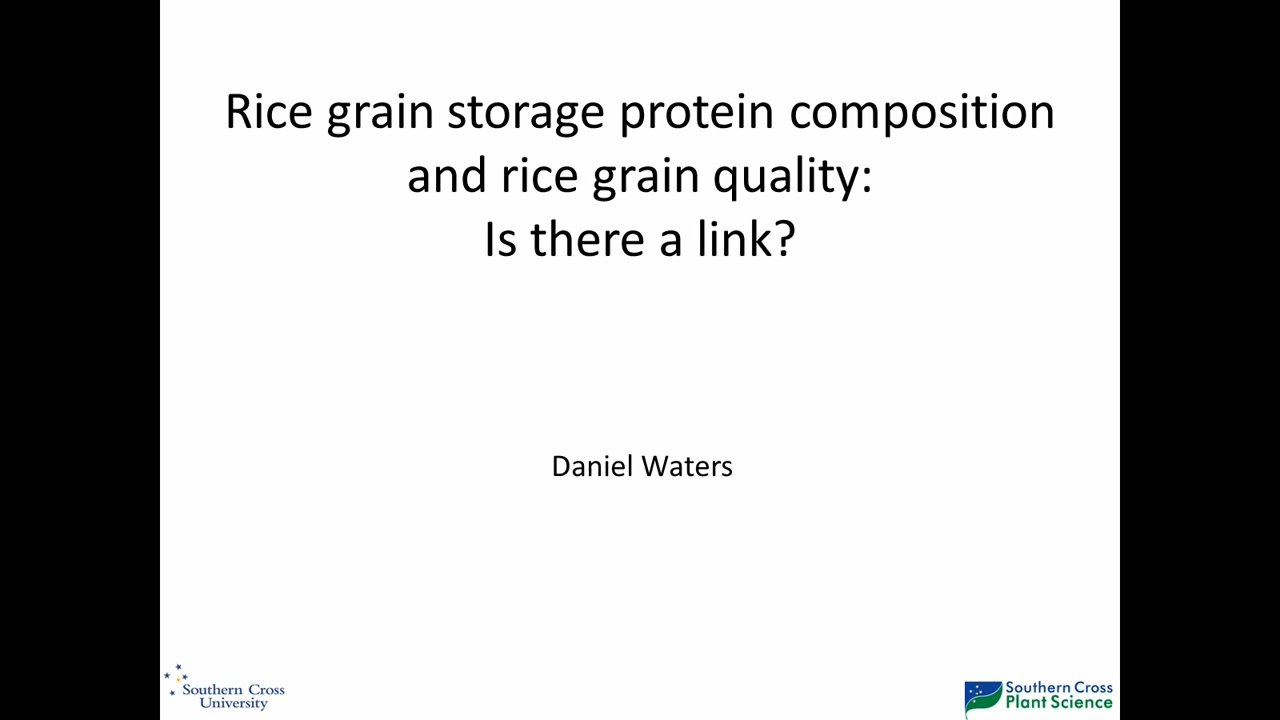 Rice grain storage protein composition
and rice grain quality:
Is there a link?
Daniel Waters
Southern Cross
University
Southern Cross
Plant Science